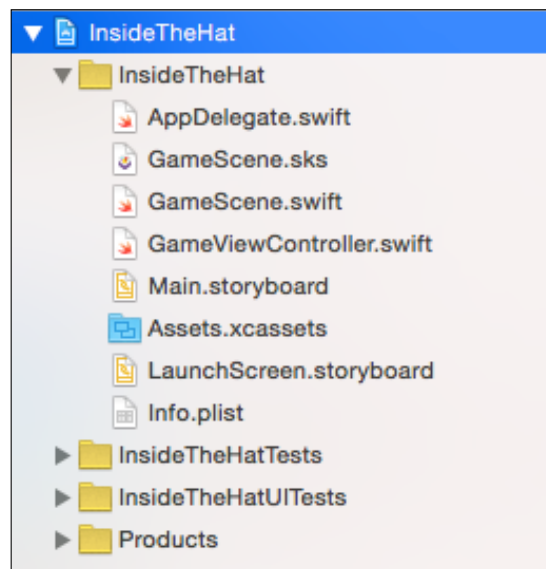 InsideTheHat
InsideTheHat
AppDelegate.swift
GameScene.sks
GameScene.swift
GameViewController.swift
Main.storyboard
Assets.xcassets
LaunchScreen.storyboard
Info.plist
InsideTheHatTests
InsideTheHatUITests
Products